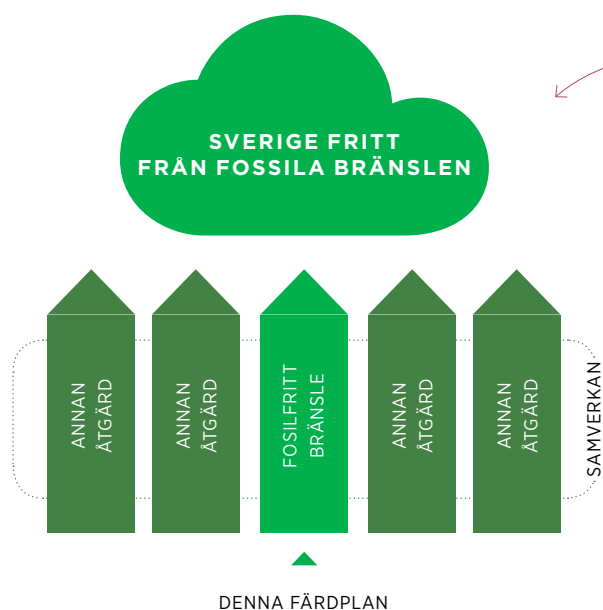 SVERIGE FRITT
FRÅN FOSSILA BRÄNSLEN
ANNAN
ÅTGÄRD
ANNAN
ÅTGÄRD
FOSILFRITT
BRÄNSLE
ANNAN
ÅTGÄRD
ANNAN
ÅTGÄRD
SAMVERKAN
DENNA FÄRDPLAN